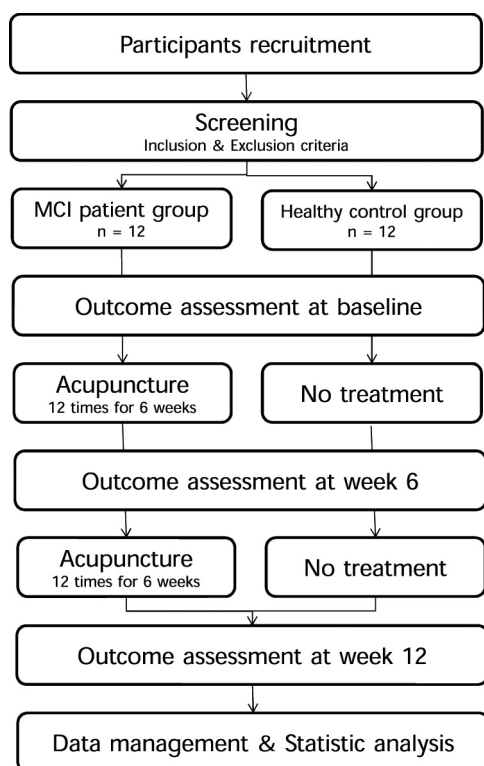 Participants recruitment
Screening
Inclusion & Exclusion criteria
MCI patient group
n = 12
Healthy control group
n = 12
Outcome assessment at baseline
Acupuncture
12 times for 6 weeks
No treatment
Outcome assessment at week 6
Acupuncture
12 times for 6 weeks
No treatment
Outcome assessment at week 12
Data management & Statistic analysis